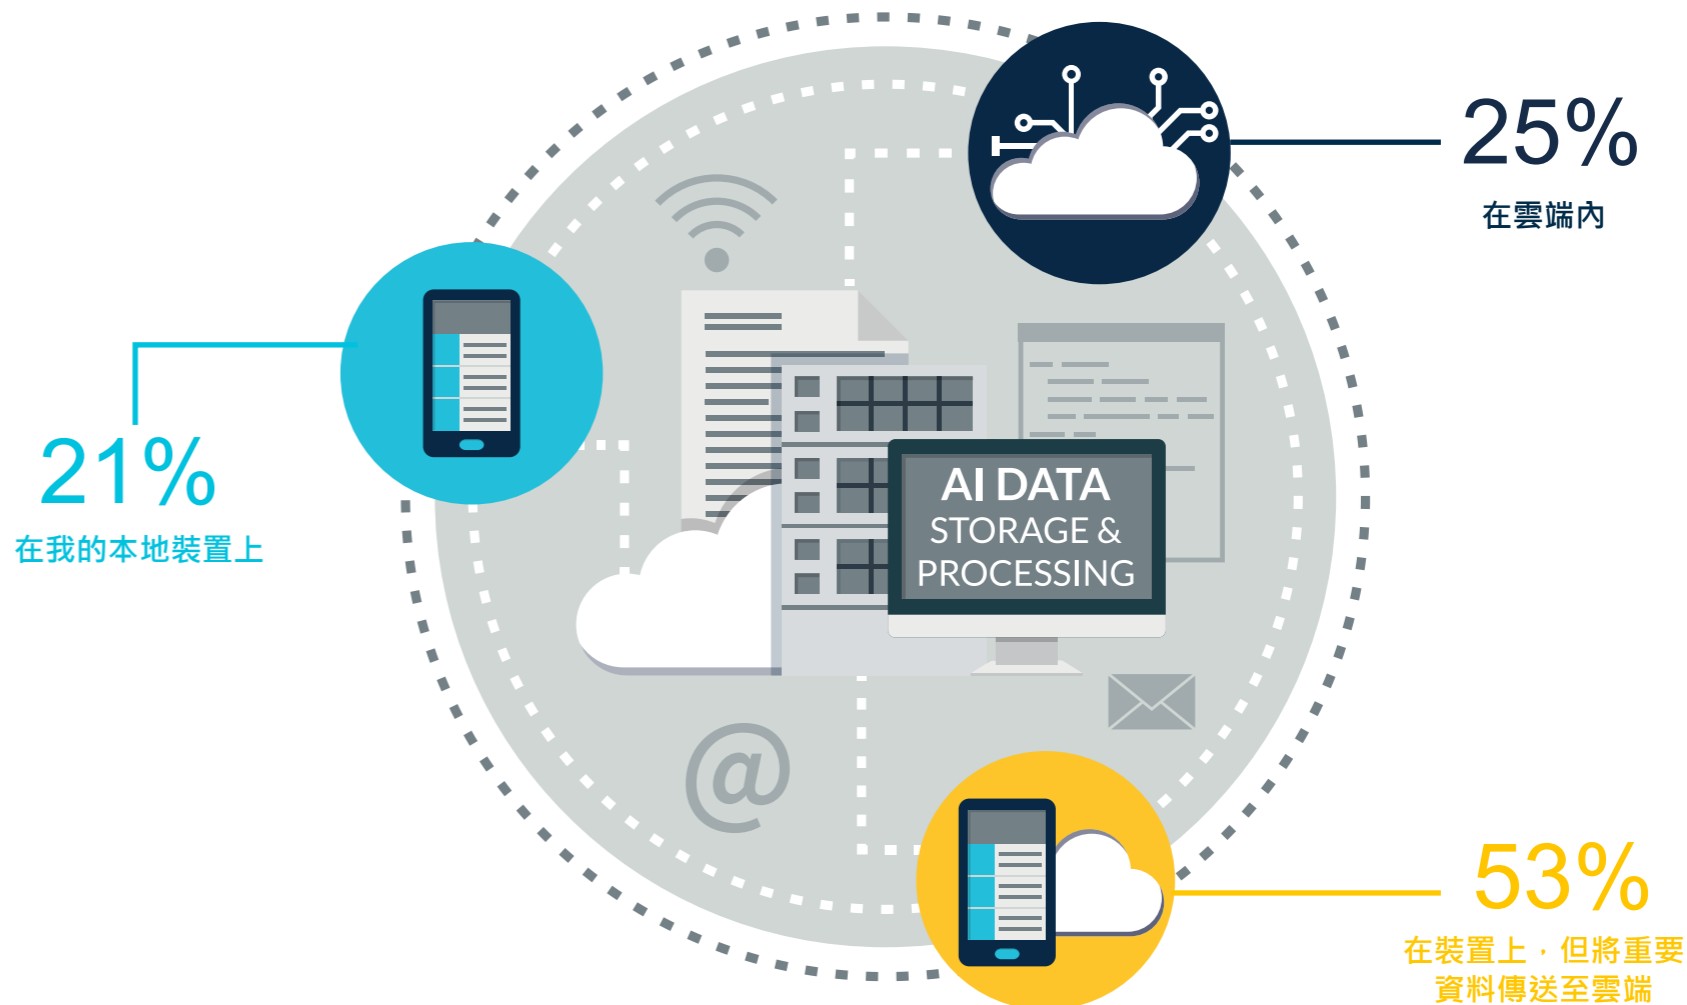 25%
在雲端內
21%
在我的本地裝置上
AI DATA
STORAGE &
PROCESSING
@
53%
在裝置上，但將重要
資料傳送至雲端